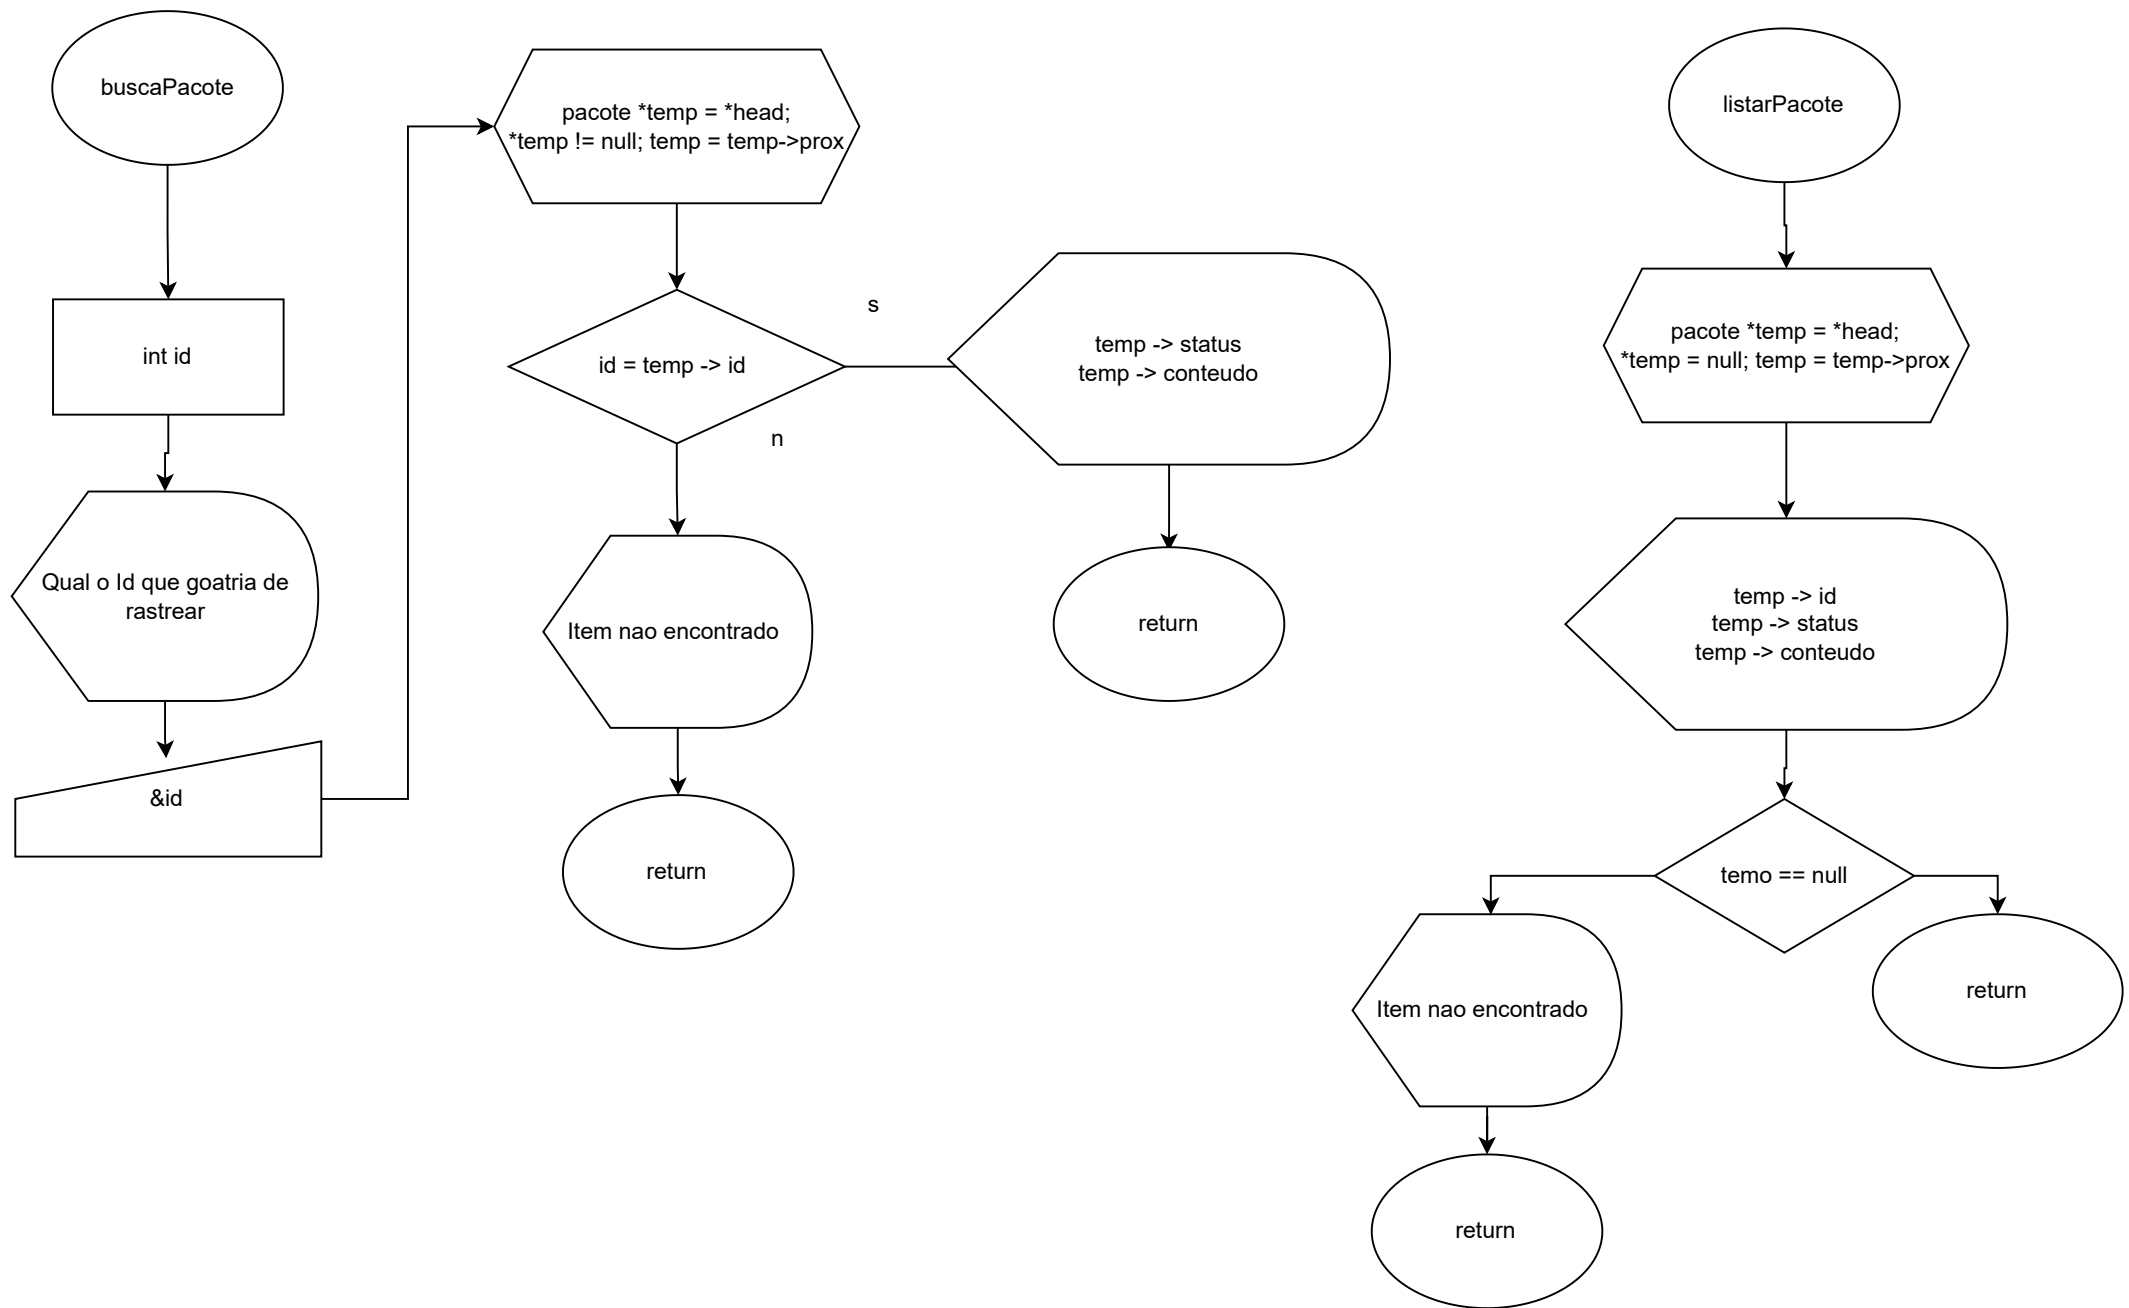 buscaPacote
int id
Qual o Id que goatria de
rastrear
&id
pacote *temp = *head;
*temp != null; temp = temp->prox
id = temp -> id
s
n
temp -> status
temp -> conteudo
return
Item nao encontrado
return
listarPacote
pacote *temp = *head;
*temp = null; temp = temp->prox
temp -> id
temp -> status
temp -> conteudo
temo == null
Item nao encontrado
return
return